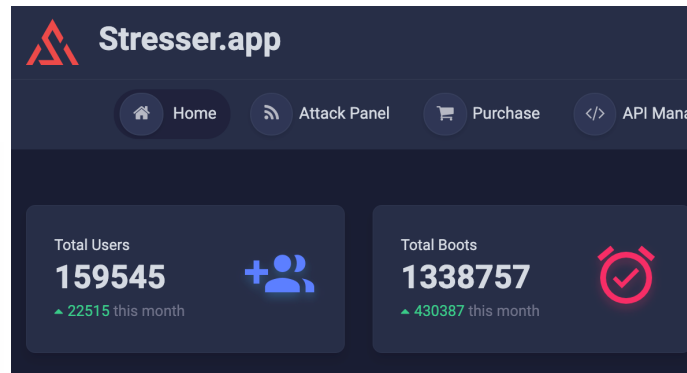 Stresser.app
Home Attack Panel Purchase </> API Mana
Total Users
159545
22515 this month
Total Boots
1338757
430387 this month